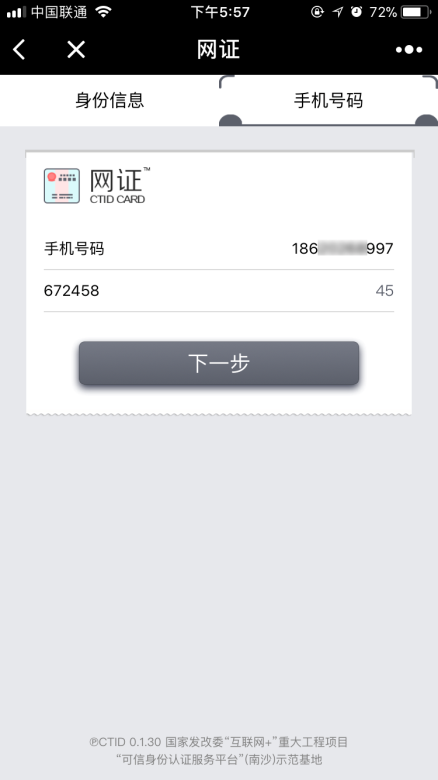 中国联通
下午5:57
72%
网证
身份信息
手机号码
网证™
CTID CARD
手机号码 186 997
672458 45
下一步
℗CTID 0.1.30 国家发改委“互联网+”重大工程项目
“可信身份认证服务平台”(南沙)示范基地